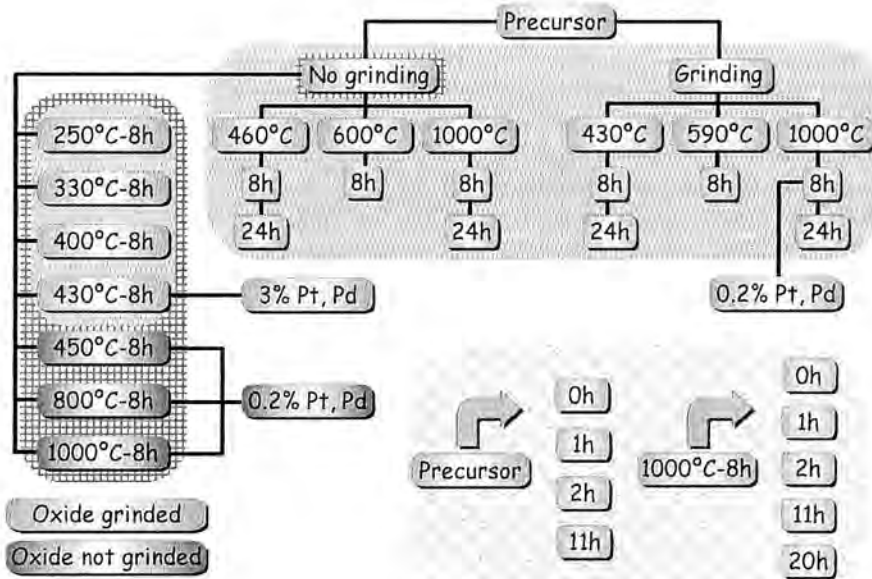 Precursor
No grinding
Grinding
460°C 600°C 1000°C 430°C 590°C 1000°C
8h 8h 8h 8h 8h 8h
24h 24h 24h 24h
250°C-8h
330°C-8h
400°C-8h
430°C-8h
450°C-8h
800°C-8h
1000°C-8h
3% Pt, Pd
0.2% Pt, Pd
0.2% Pt, Pd
Oxide grinded
Oxide not grinded
Precursor
0h
1h
2h
11h
1000°C-8h
0h
1h
2h
11h
20h